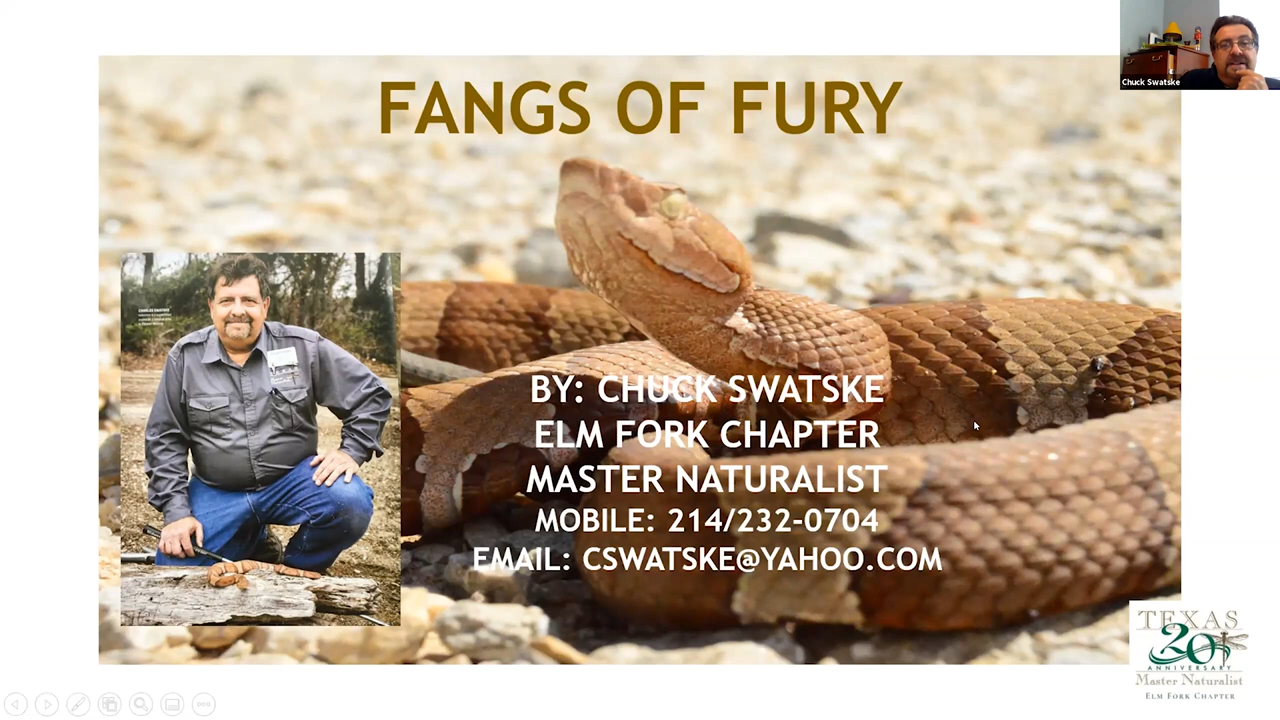 FANGS OF FURY
Chuck Swatske
BY: CHUCK SWATSKE
ELM FORK CHAPTER
MASTER NATURALIST
MOBILE: 214/232-0704
EMAIL: CSWATSKE@YAHOO.COM
TEXAS
20
ANNIVERSARY
Master Naturalist
ELM FORK CHAPTER